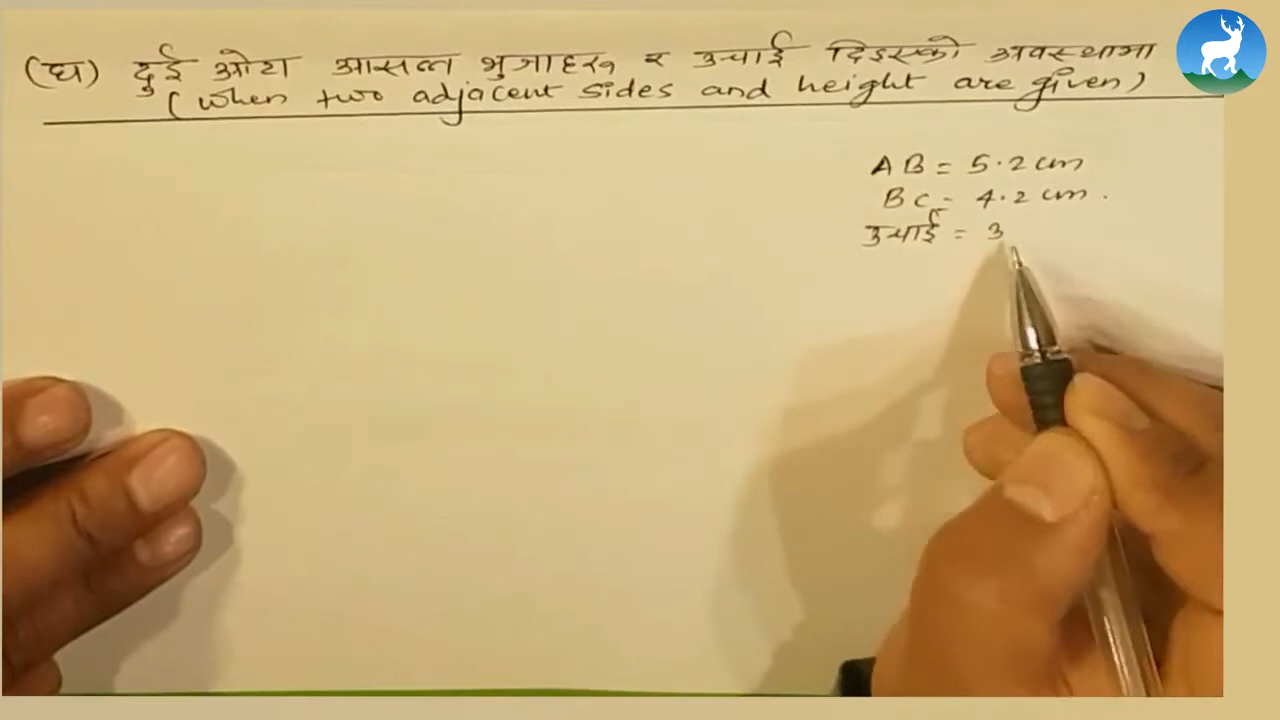 (घ) दुई ओटा आसन्न भुजाहरू र उचाई दिइएको अवस्थामा
(when two adjacent sides and height are given)
AB = 5.2 cm
BC = 4.2 cm.
उचाई = 3